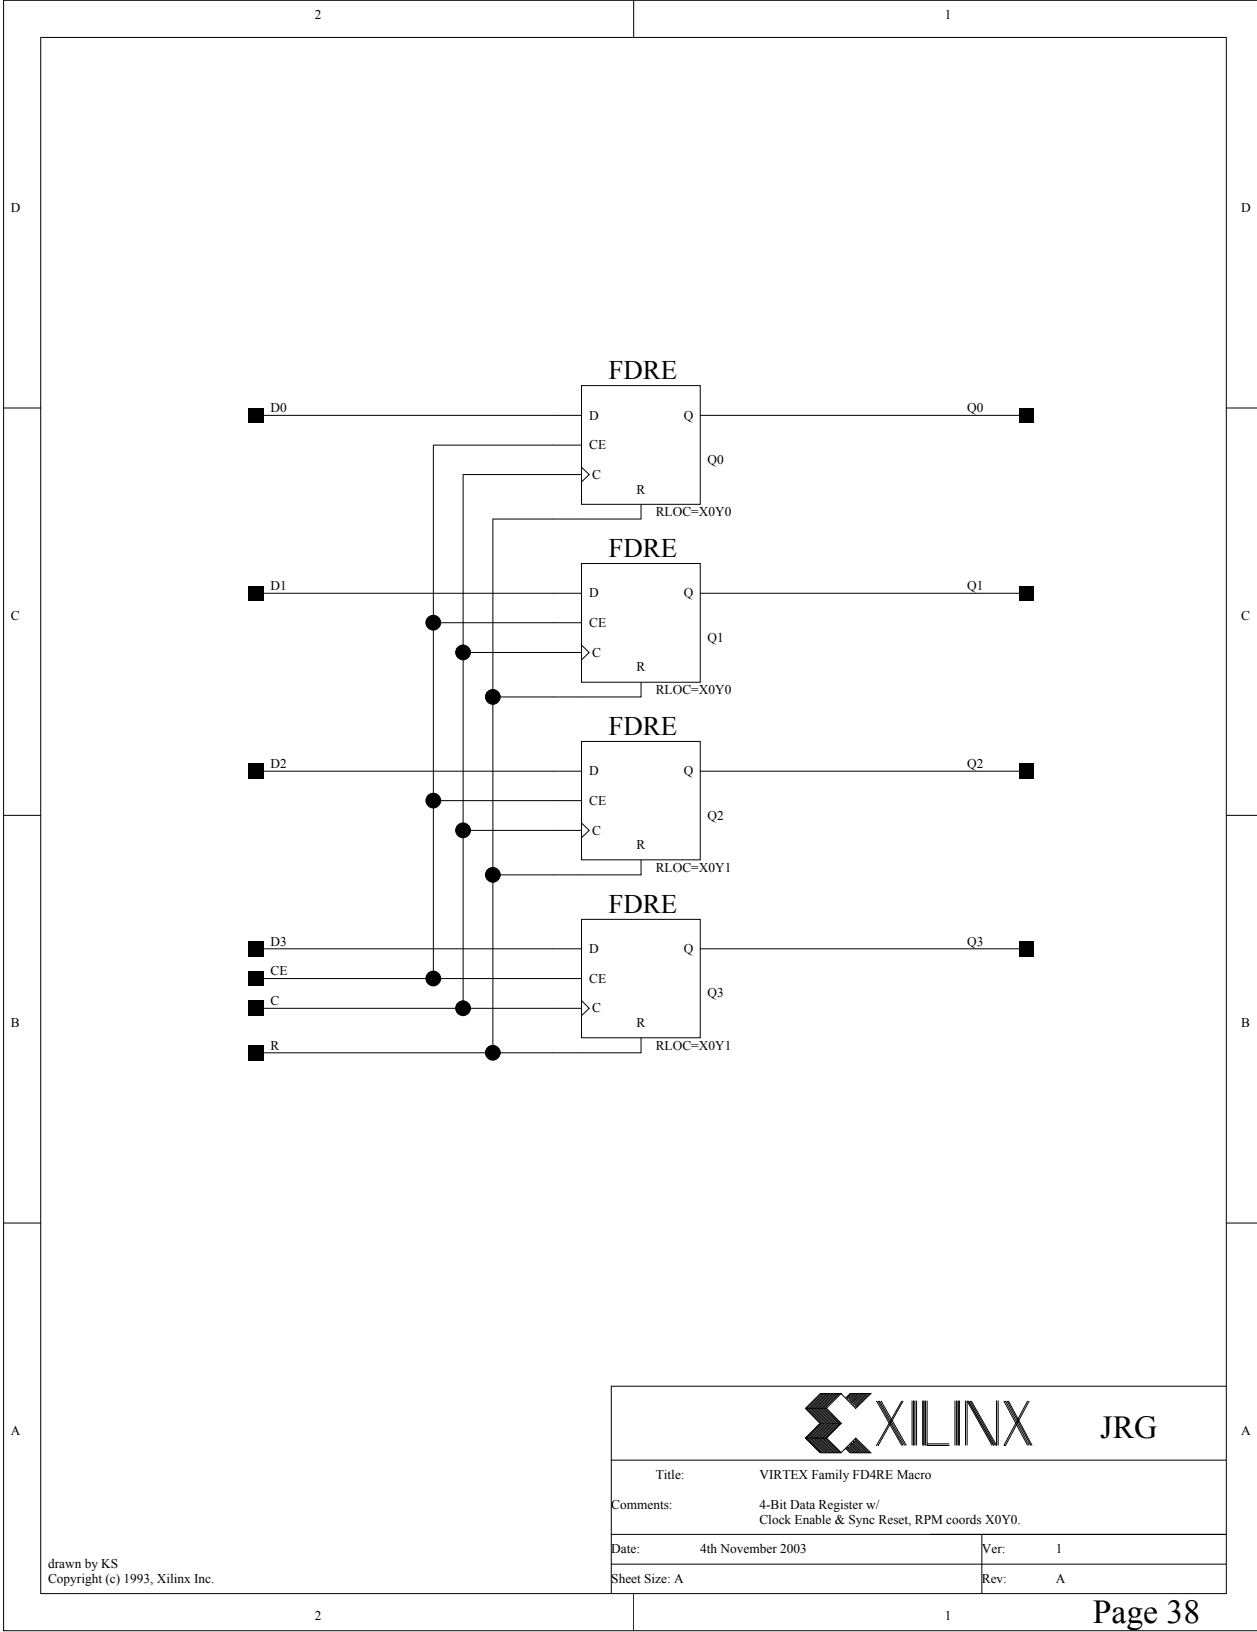 2 1
D D
FDRE
D0 D Q Q0
CE
Q0
C
R
RLOC=X0Y0
FDRE
D1 D Q Q1
C CE C
Q1
C
R
RLOC=X0Y0
FDRE
D2 D Q Q2
CE
Q2
C
R
RLOC=X0Y1
FDRE
D3 D Q Q3
CE CE
Q3
C C
B R B
R RLOC=X0Y1
XILINX JRG
A A
Title: VIRTEX Family FD4RE Macro
Comments: 4-Bit Data Register w/
Clock Enable & Sync Reset, RPM coords X0Y0.
Date: 4th November 2003 Ver: 1
drawn by KS
Copyright (c) 1993, Xilinx Inc.
Sheet Size: A Rev: A
2 1
Page 38